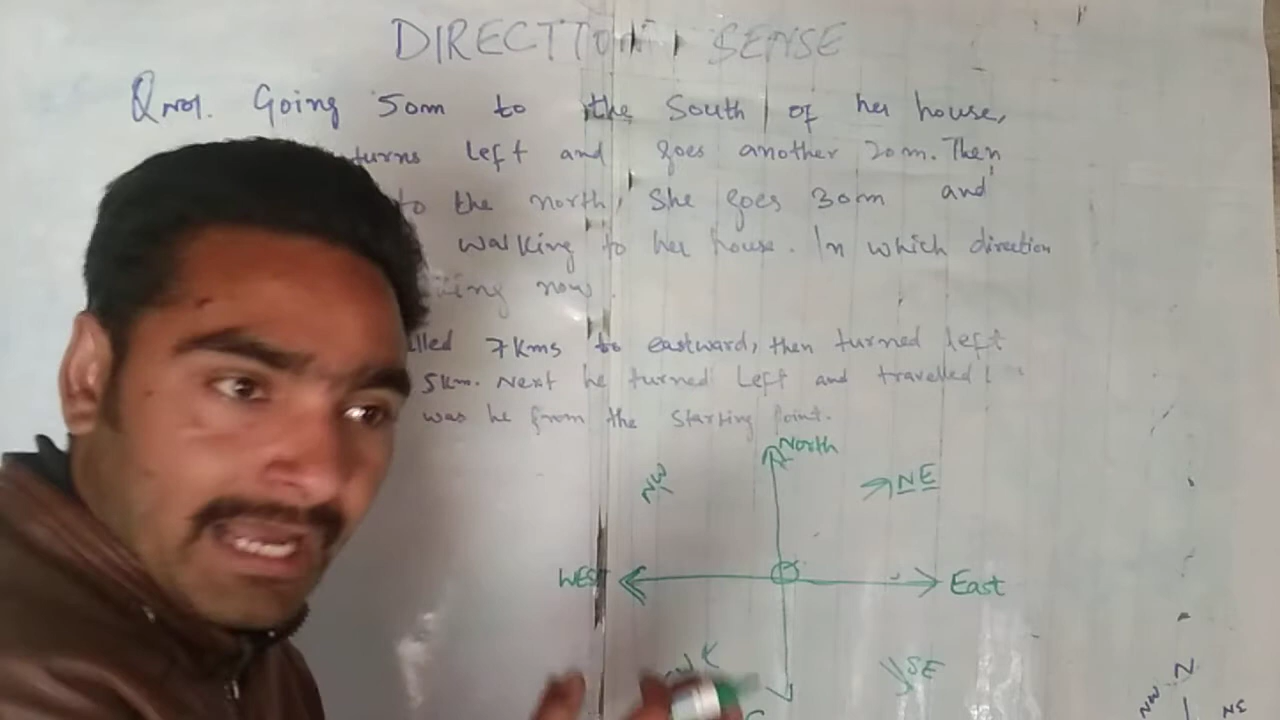 DIRECTION SENSE
Qno1. Going 50m to the South of her house,
turns left and goes another 20m. Then
to the north, She goes 30m and
walking to her house. In which direction
now
7Kms to eastward, then turned left
5km. Next he turned Left and travelled
was he from the starting point.
North
NW
NE
WEST
East
SE
N
NW
NE